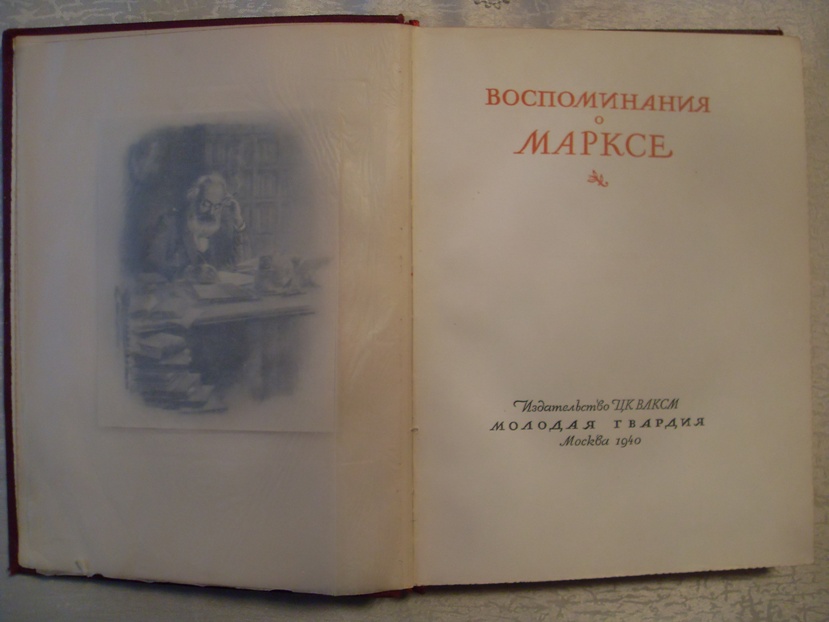 ВОСПОМИНАНИЯ
О
МАРКСЕ
Издательство ЦК ВЛКСМ
МОЛОДАЯ ГВАРДИЯ
Москва 1940